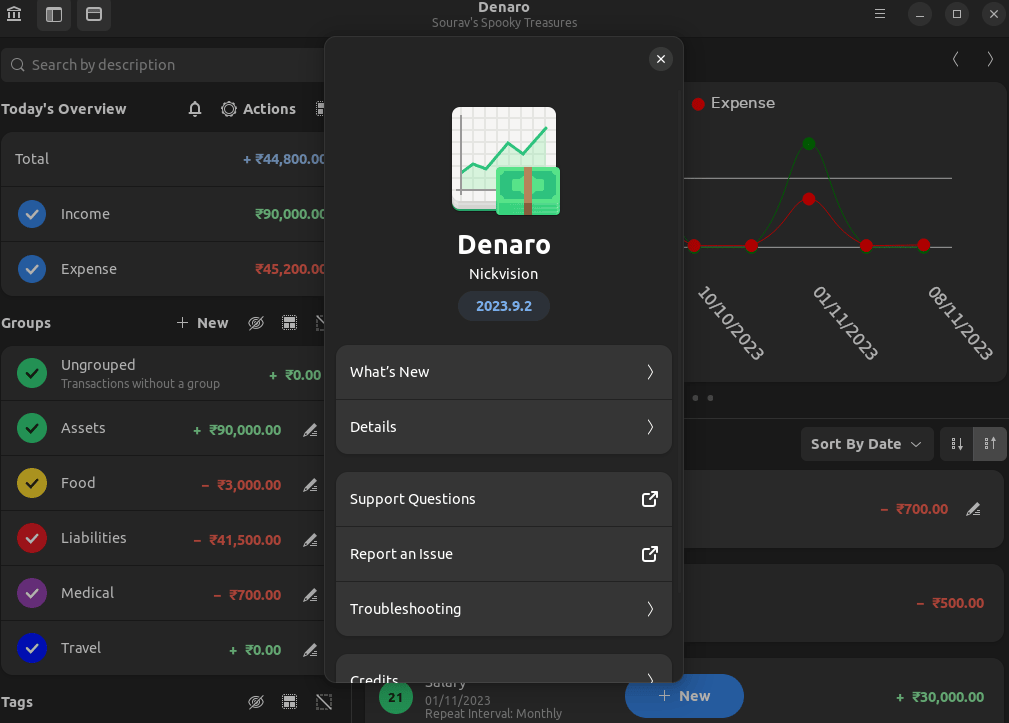 Denaro
Sourav's Spooky Treasures
Search by description
Today's Overview
Actions
Total
+ ₹44,800.00
Income
₹90,000.00
Expense
₹45,200.00
Groups
+ New
Ungrouped
Transactions without a group
+ ₹0.00
Assets
+ ₹90,000.00
Food
− ₹3,000.00
Liabilities
− ₹41,500.00
Medical
− ₹700.00
Travel
+ ₹0.00
Tags
Denaro
Nickvision
2023.9.2
What's New
Details
Support Questions
Report an Issue
Troubleshooting
Credits
Expense
10/10/2023
01/11/2023
08/11/2023
Sort By Date
− ₹700.00
− ₹500.00
21
Salary
01/11/2023
Repeat Interval: Monthly
+ New
+ ₹30,000.00